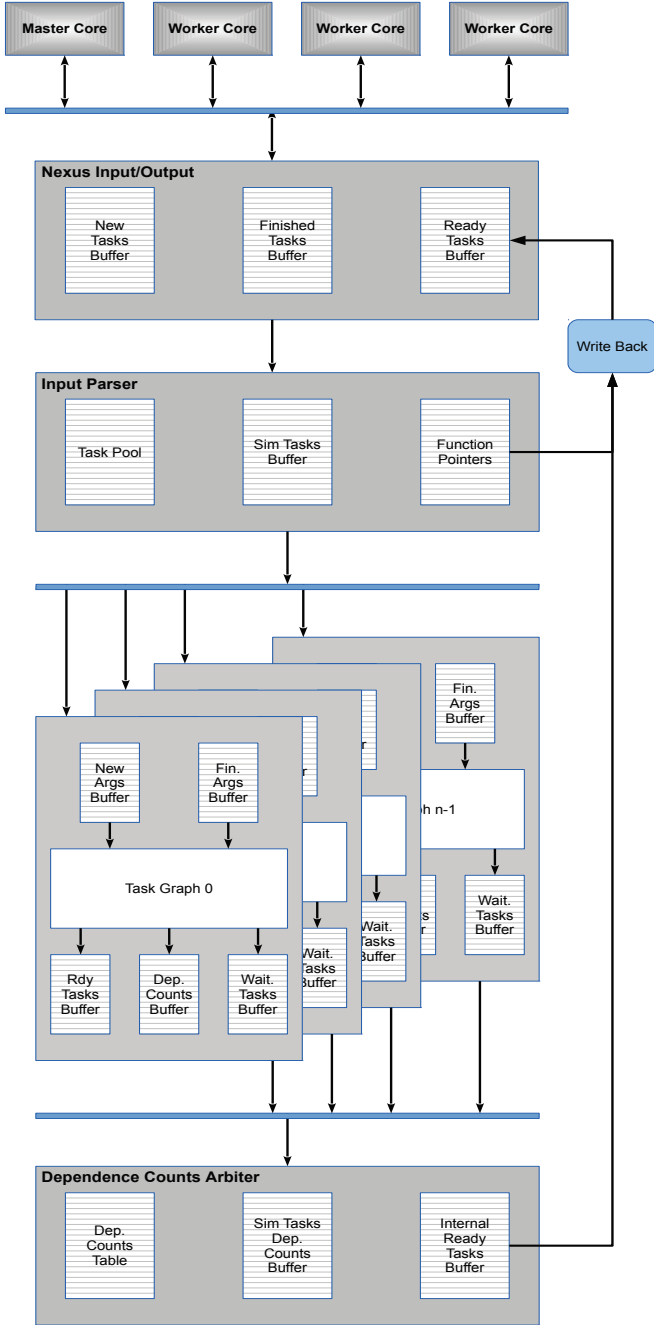 Master Core
Worker Core
Worker Core
Worker Core
Nexus Input/Output
New
Tasks
Buffer
Finished
Tasks
Buffer
Ready
Tasks
Buffer
Write Back
Input Parser
Task Pool
Sim Tasks
Buffer
Function
Pointers
Fin.
Args
Buffer
n-1
Wait.
Tasks
Buffer
Wait.
Tasks
Buffer
Wait.
Tasks
Buffer
New
Args
Buffer
Fin.
Args
Buffer
Task Graph 0
Rdy
Tasks
Buffer
Dep.
Counts
Buffer
Wait.
Tasks
Buffer
Dependence Counts Arbiter
Dep.
Counts
Table
Sim Tasks
Dep.
Counts
Buffer
Internal
Ready
Tasks
Buffer